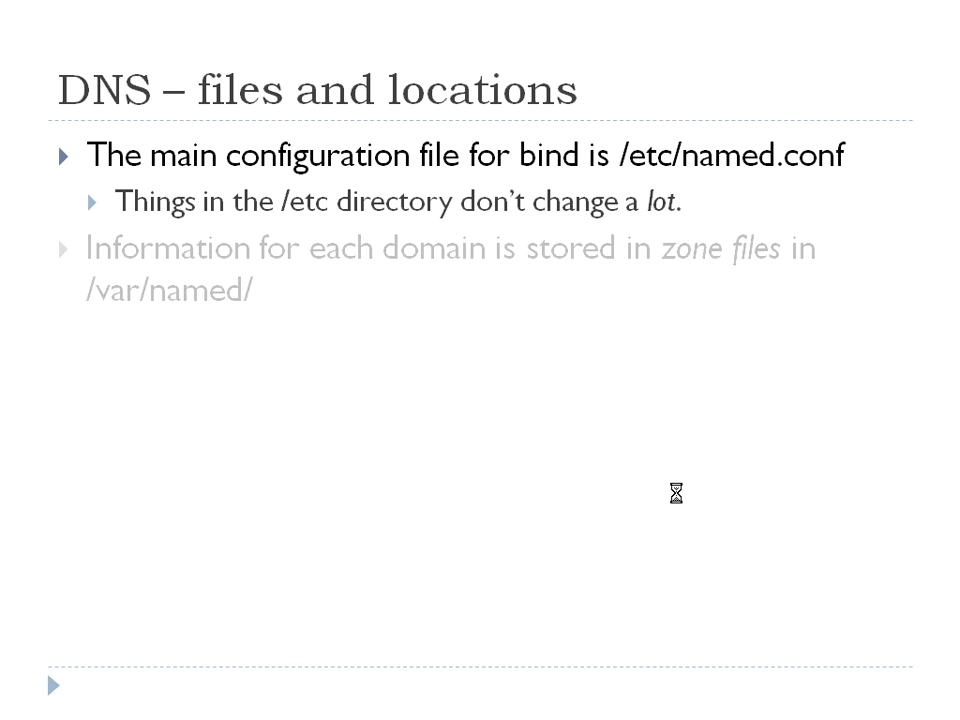 DNS – files and locations
The main configuration file for bind is /etc/named.conf
Things in the /etc directory don’t change a lot.
Information for each domain is stored in zone files in
/var/named/